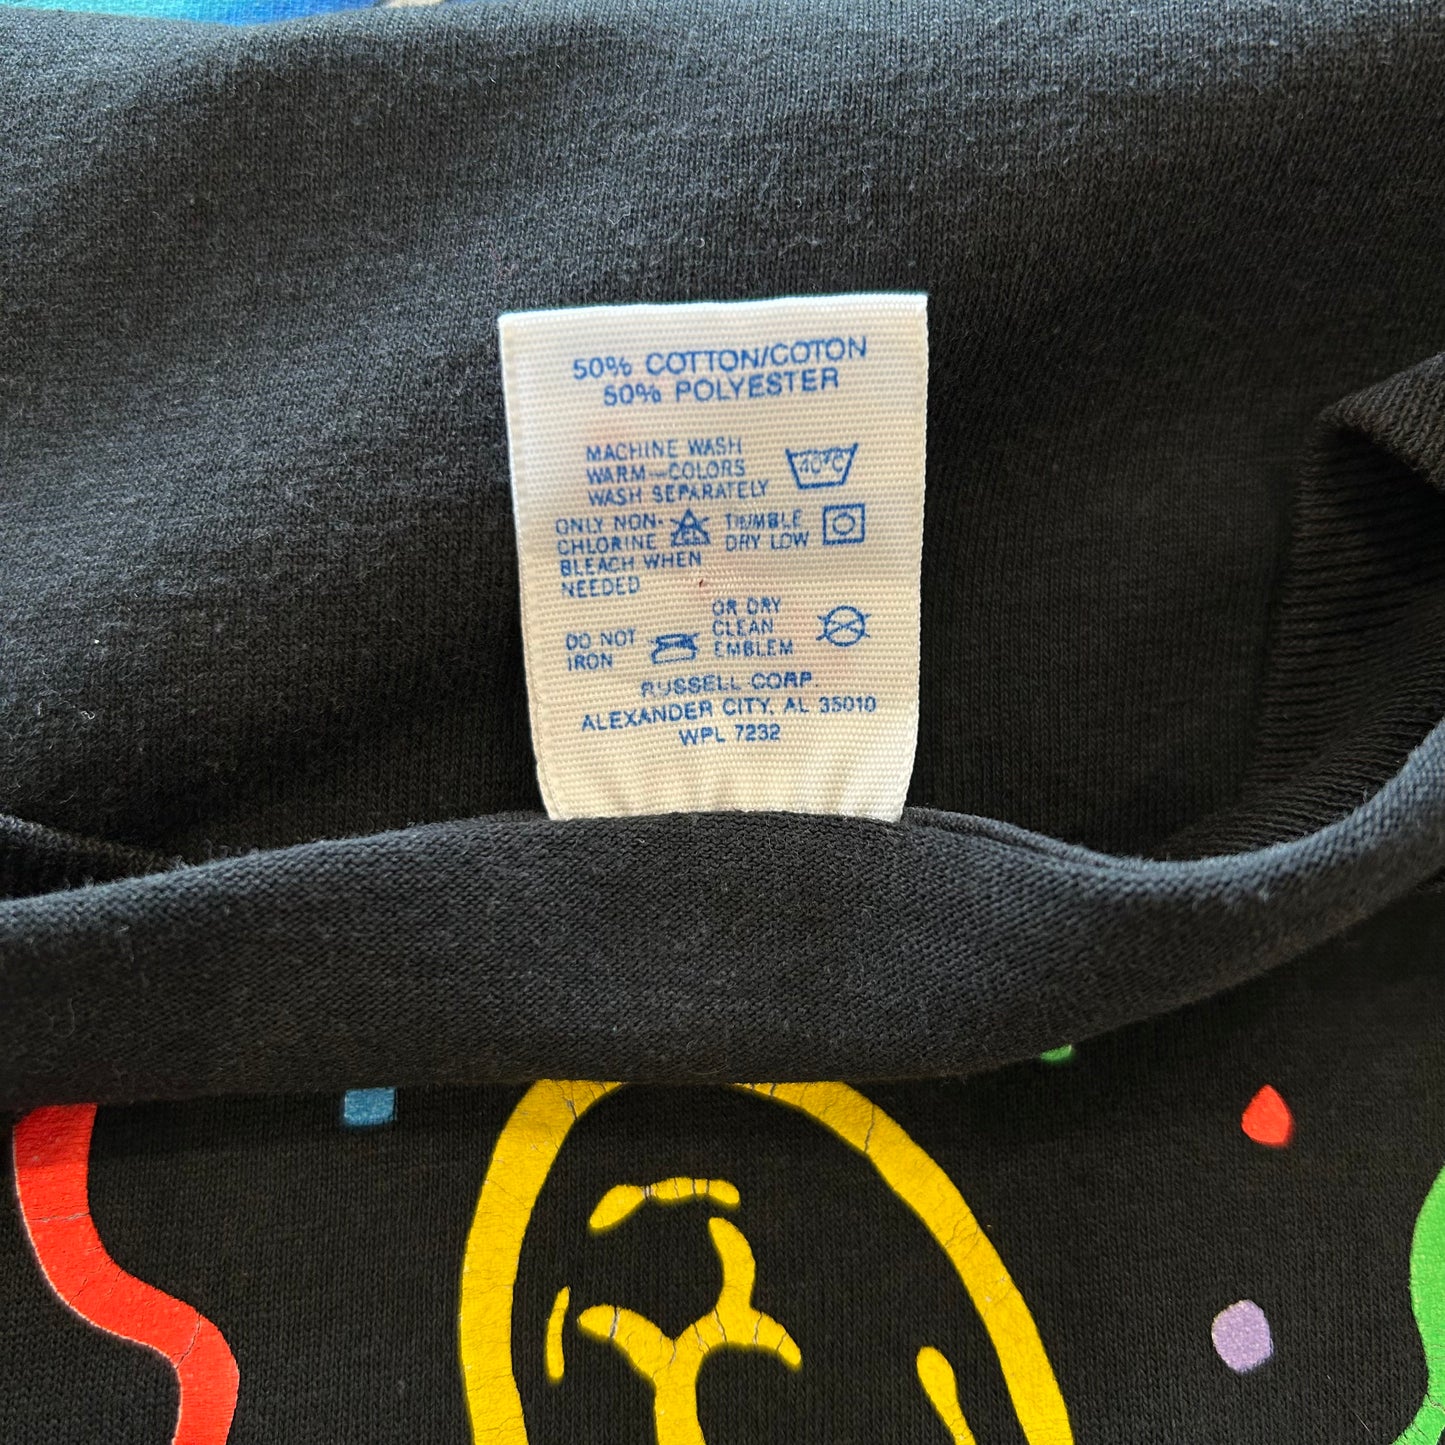 50% COTTON/COTON
50% POLYESTER
MACHINE WASH
WARM—COLORS
WASH SEPARATELY
40°C
ONLY NON-
CHLORINE
BLEACH WHEN
NEEDED
TUMBLE
DRY LOW
DO NOT
IRON
OR DRY
CLEAN
EMBLEM
RUSSELL CORP.
ALEXANDER CITY, AL 35010
WPL 7232